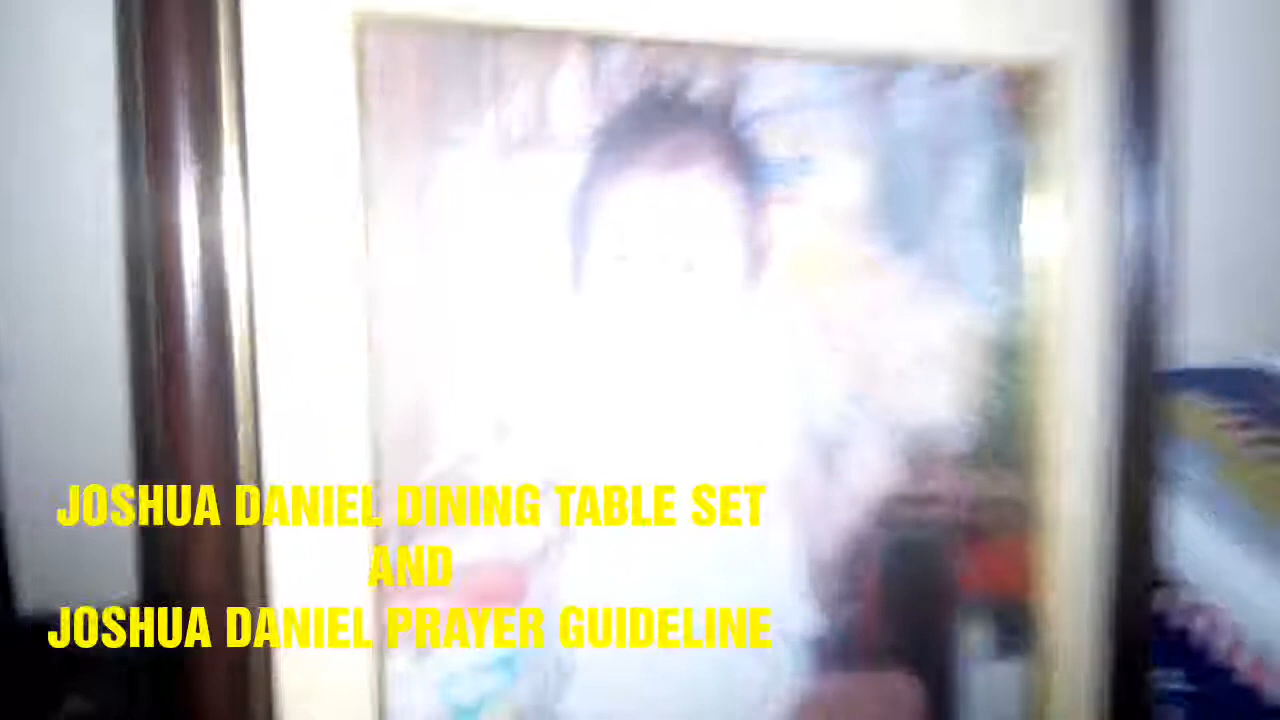 JOSHUA DANIEL DINING TABLE SET
AND
JOSHUA DANIEL PRAYER GUIDELINE